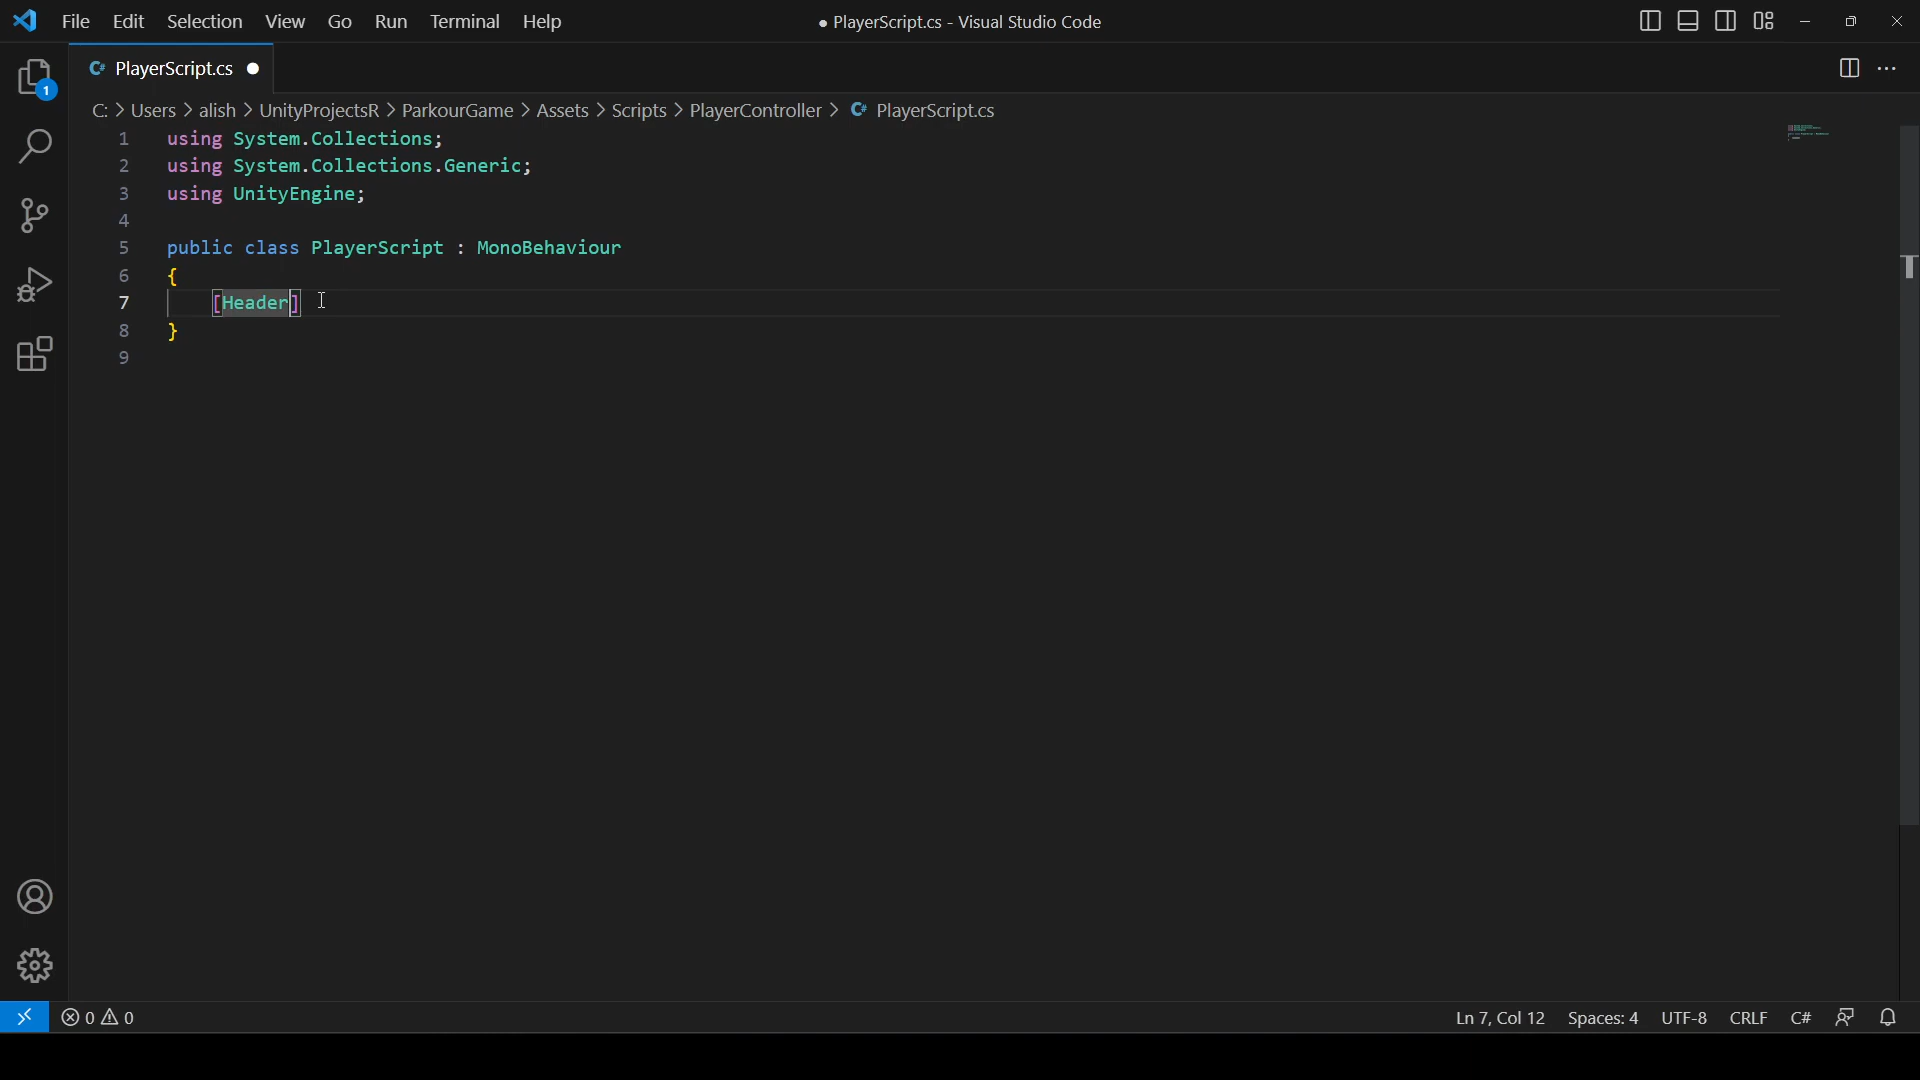 File Edit Selection View Go Run Terminal Help
● PlayerScript.cs - Visual Studio Code
C# PlayerScript.cs ●
C: > Users > alish > UnityProjectsR > ParkourGame > Assets > Scripts > PlayerController > C# PlayerScript.cs
1 using System.Collections;
2 using System.Collections.Generic;
3 using UnityEngine;
4
5 public class PlayerScript : MonoBehaviour
6 {
7     [Header]
8 }
9
1
0 0
Ln 7, Col 12 Spaces: 4 UTF-8 CRLF C#